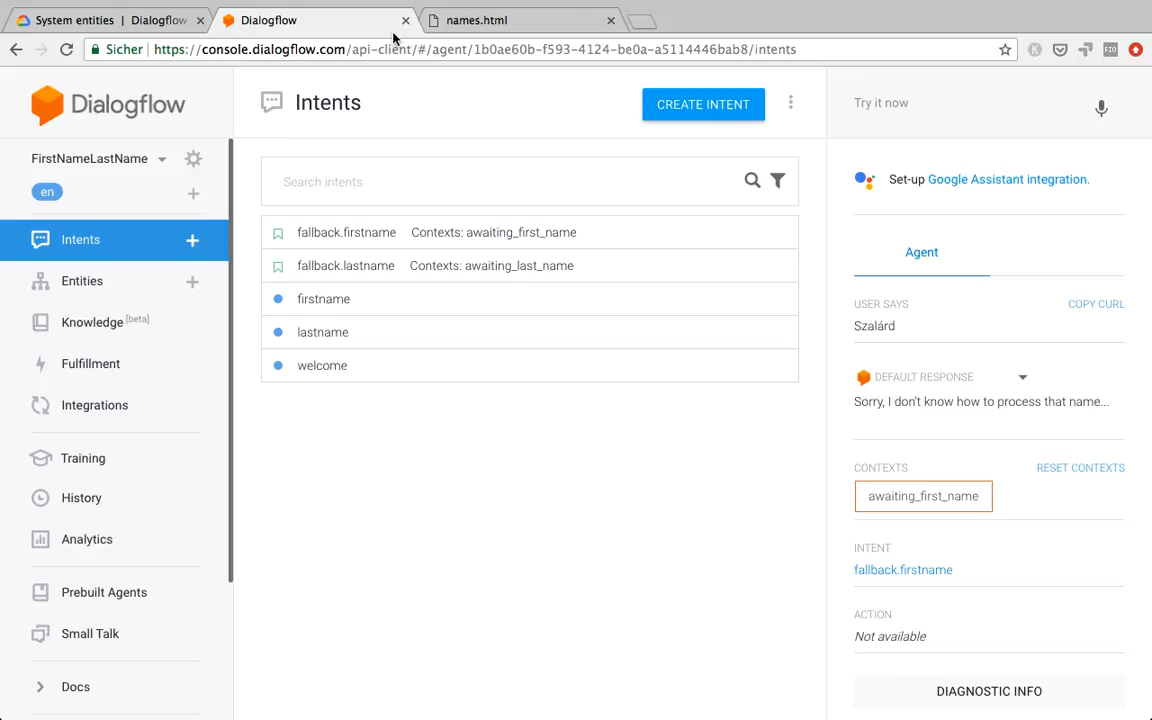 System entities | Dialogflow
Dialogflow
names.html
Sicher https://console.dialogflow.com/api-client/#/agent/1b0ae60b-f593-4124-be0a-a5114446bab8/intents
FIO
Dialogflow
FirstNameLastName
en
Intents
Entities
Knowledge [beta]
Fulfillment
Integrations
Training
History
Analytics
Prebuilt Agents
Small Talk
Docs
Intents
CREATE INTENT
Search intents
fallback.firstname Contexts: awaiting_first_name
fallback.lastname Contexts: awaiting_last_name
firstname
lastname
welcome
Try it now
Set-up Google Assistant integration.
Agent
USER SAYS COPY CURL
Szalárd
DEFAULT RESPONSE
Sorry, I don't know how to process that name...
CONTEXTS RESET CONTEXTS
awaiting_first_name
INTENT
fallback.firstname
ACTION
Not available
DIAGNOSTIC INFO